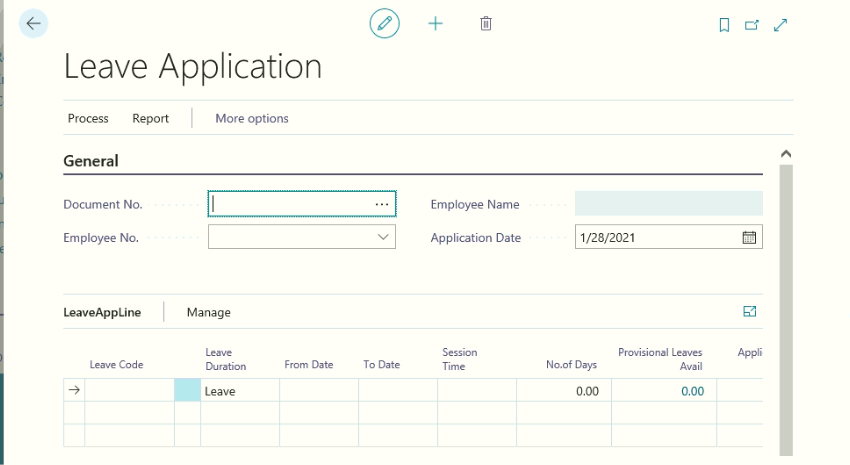 Leave Application
Process Report More options
General
Document No. Employee Name
Employee No. Application Date 1/28/2021
LeaveAppLine Manage
Leave Code Leave Duration From Date To Date Session Time No.of Days Provisional Leaves Avail Appli
Leave 0.00 0.00